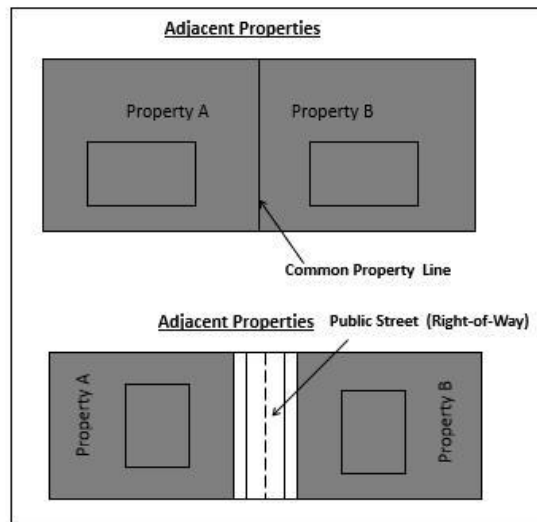 Adjacent Properties
Property A
Property B
Common Property Line
Adjacent Properties
Public Street (Right-of-Way)
Property A
Property B